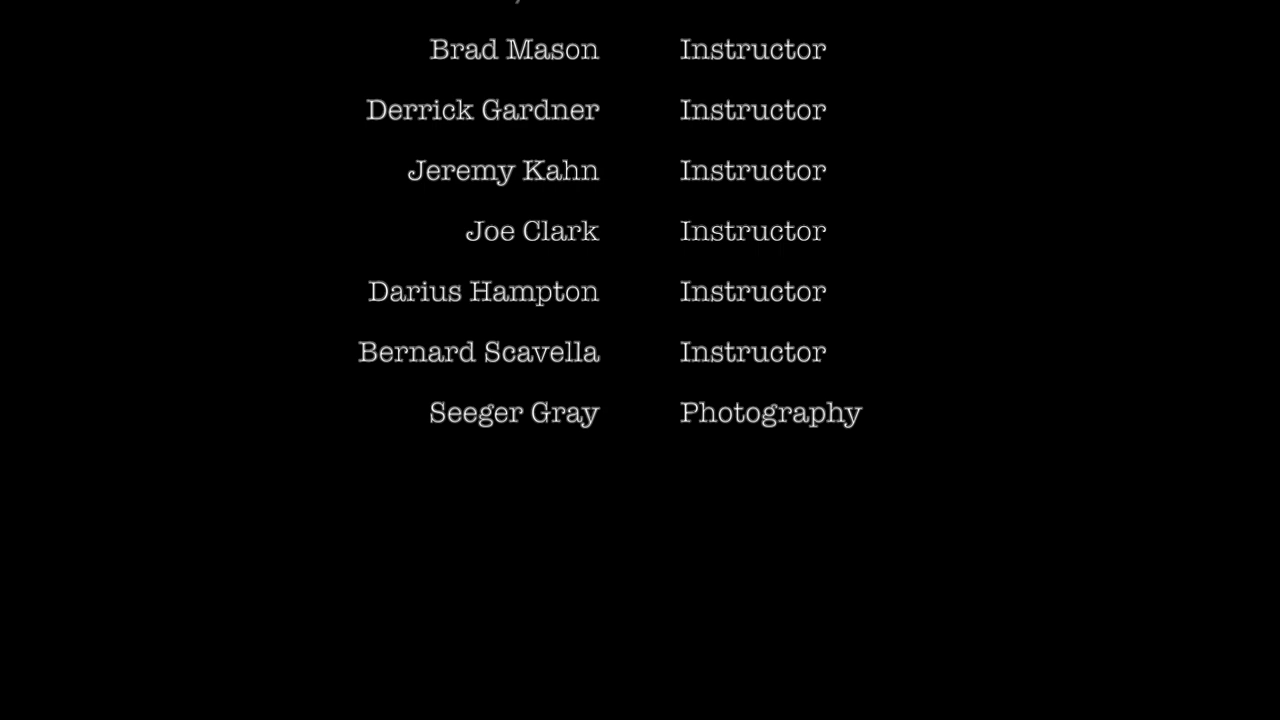 Brad Mason Instructor
Derrick Gardner Instructor
Jeremy Kahn Instructor
Joe Clark Instructor
Darius Hampton Instructor
Bernard Scavella Instructor
Seeger Gray Photography